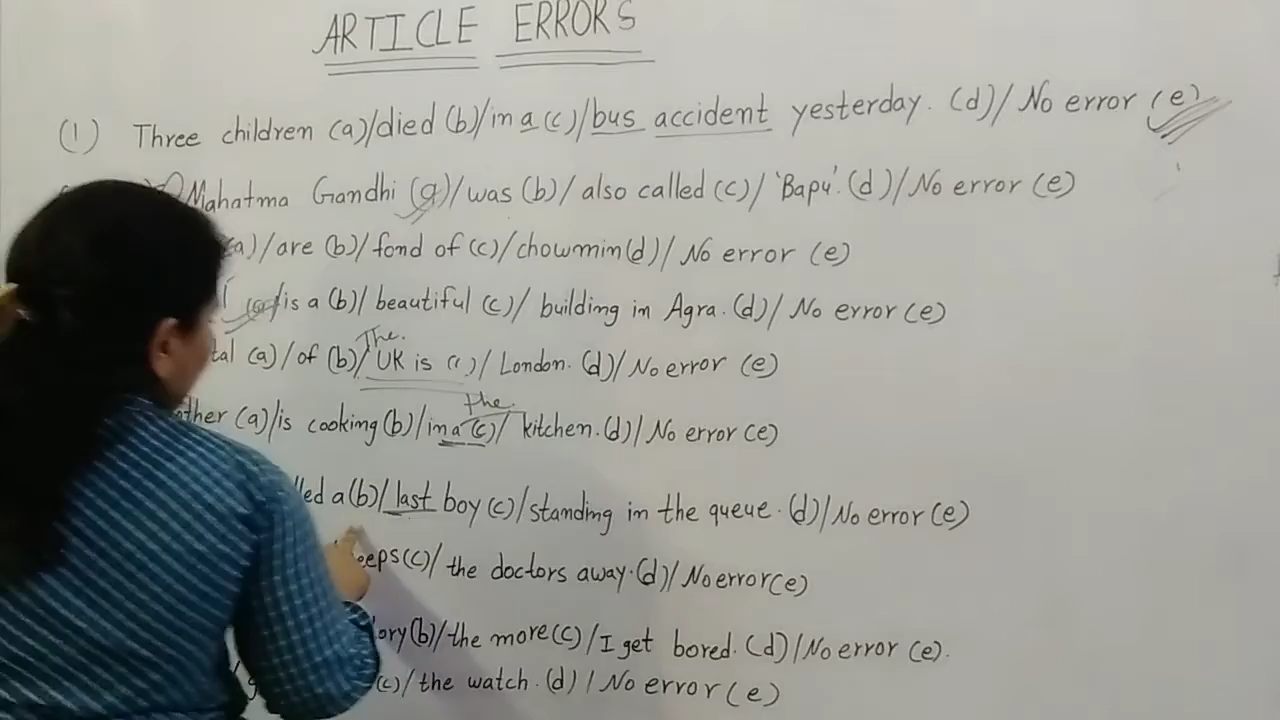 ARTICLE ERRORS
(1) Three children (a)/died (b)/in a (c)/bus accident yesterday. (d)/ No error (e)
Mahatma Gandhi (a)/was (b)/ also called (c)/ 'Bapu'. (d)/ No error (e)
(a)/are (b)/ fond of (c)/chowmin(d)/ No error (e)
(a)/is a (b)/ beautiful (c)/ building in Agra. (d)/ No error (e)
The.
tal (a)/of (b)/ UK is (c)/ London. (d)/ No error (e)
the.
other (a)/is cooking (b)/in a (c)/ kitchen. (d)/ No error (e)
lled a (b)/ last boy (c)/standing in the queue. (d)/ No error (e)
eeps (c)/ the doctors away. (d)/ No error (e)
ory (b)/the more (c)/ I get bored. (d)/No error (e).
(c)/ the watch. (d) / No error (e)